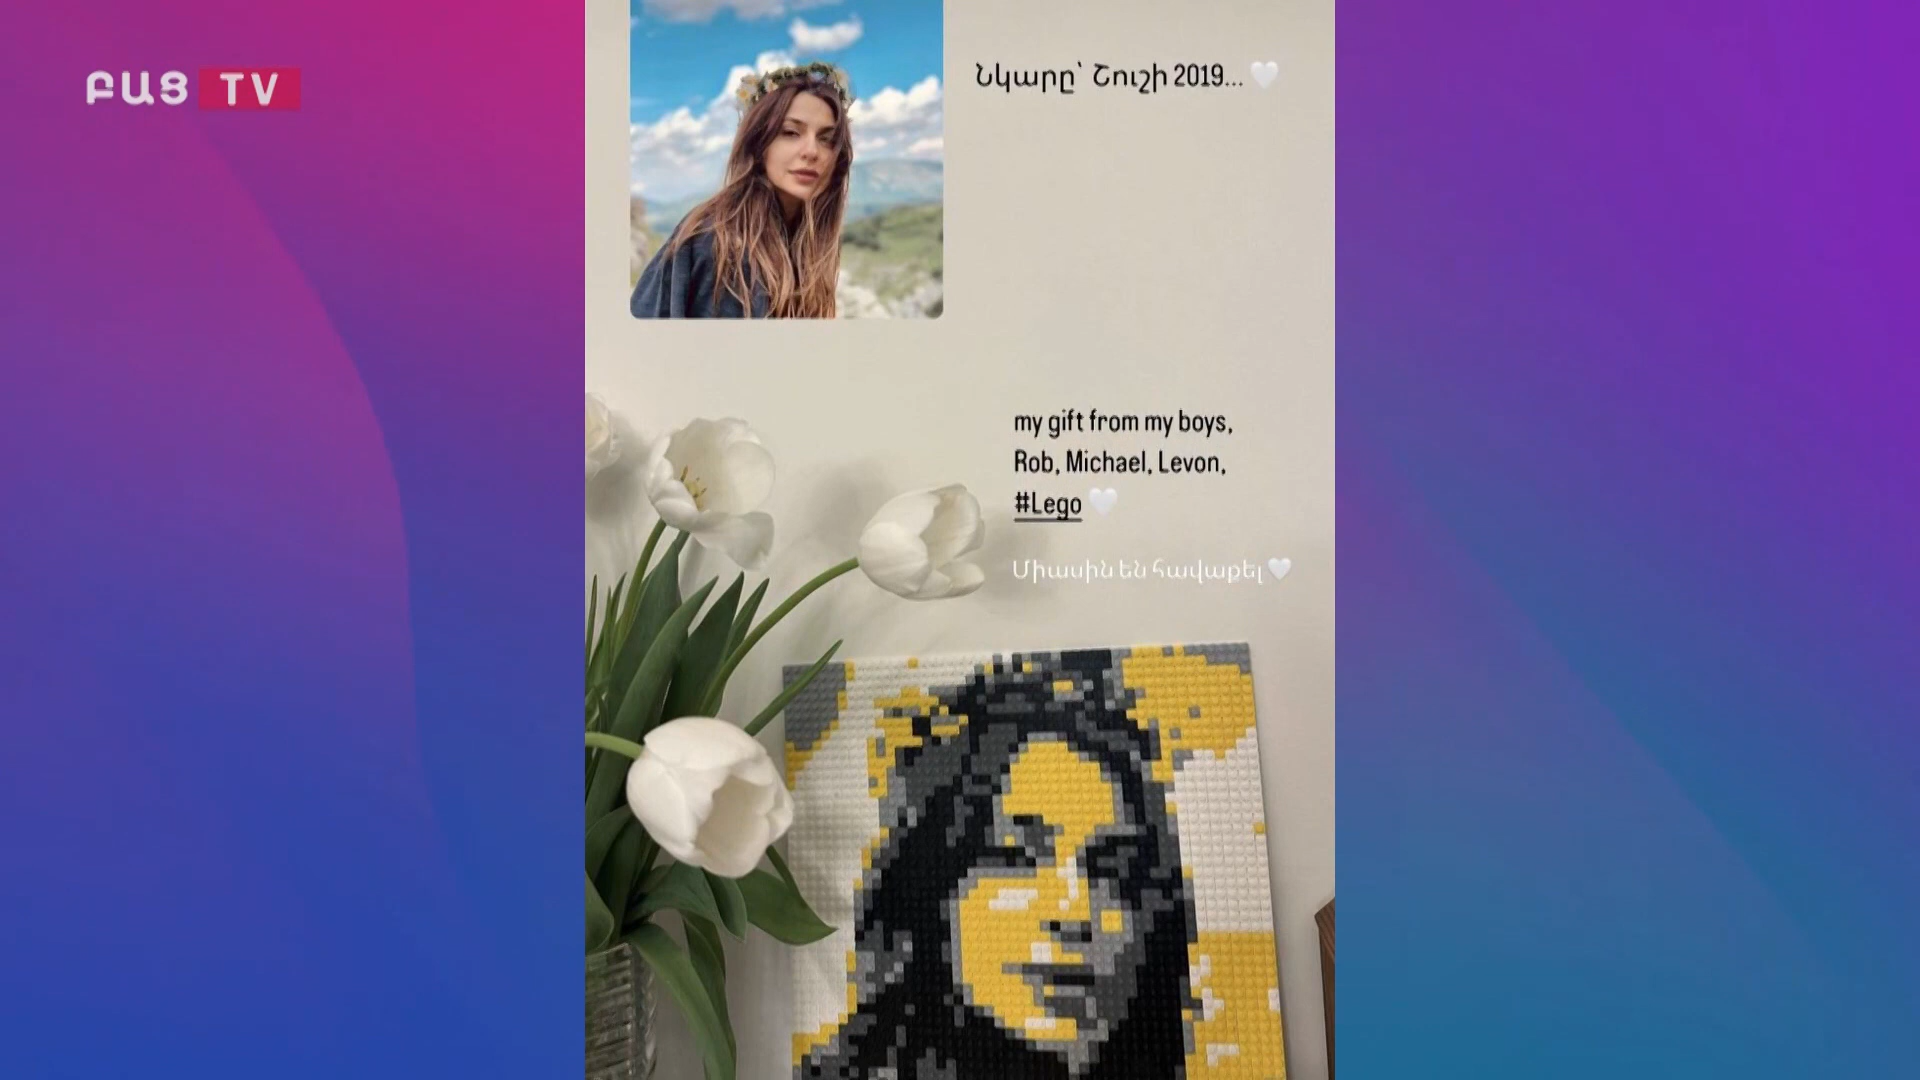 ԲԱՑ TV
Նկարը՝ Շուշի 2019...🤍
my gift from my boys,
Rob, Michael, Levon,
#Lego🤍
Միասին են հավաքել🤍